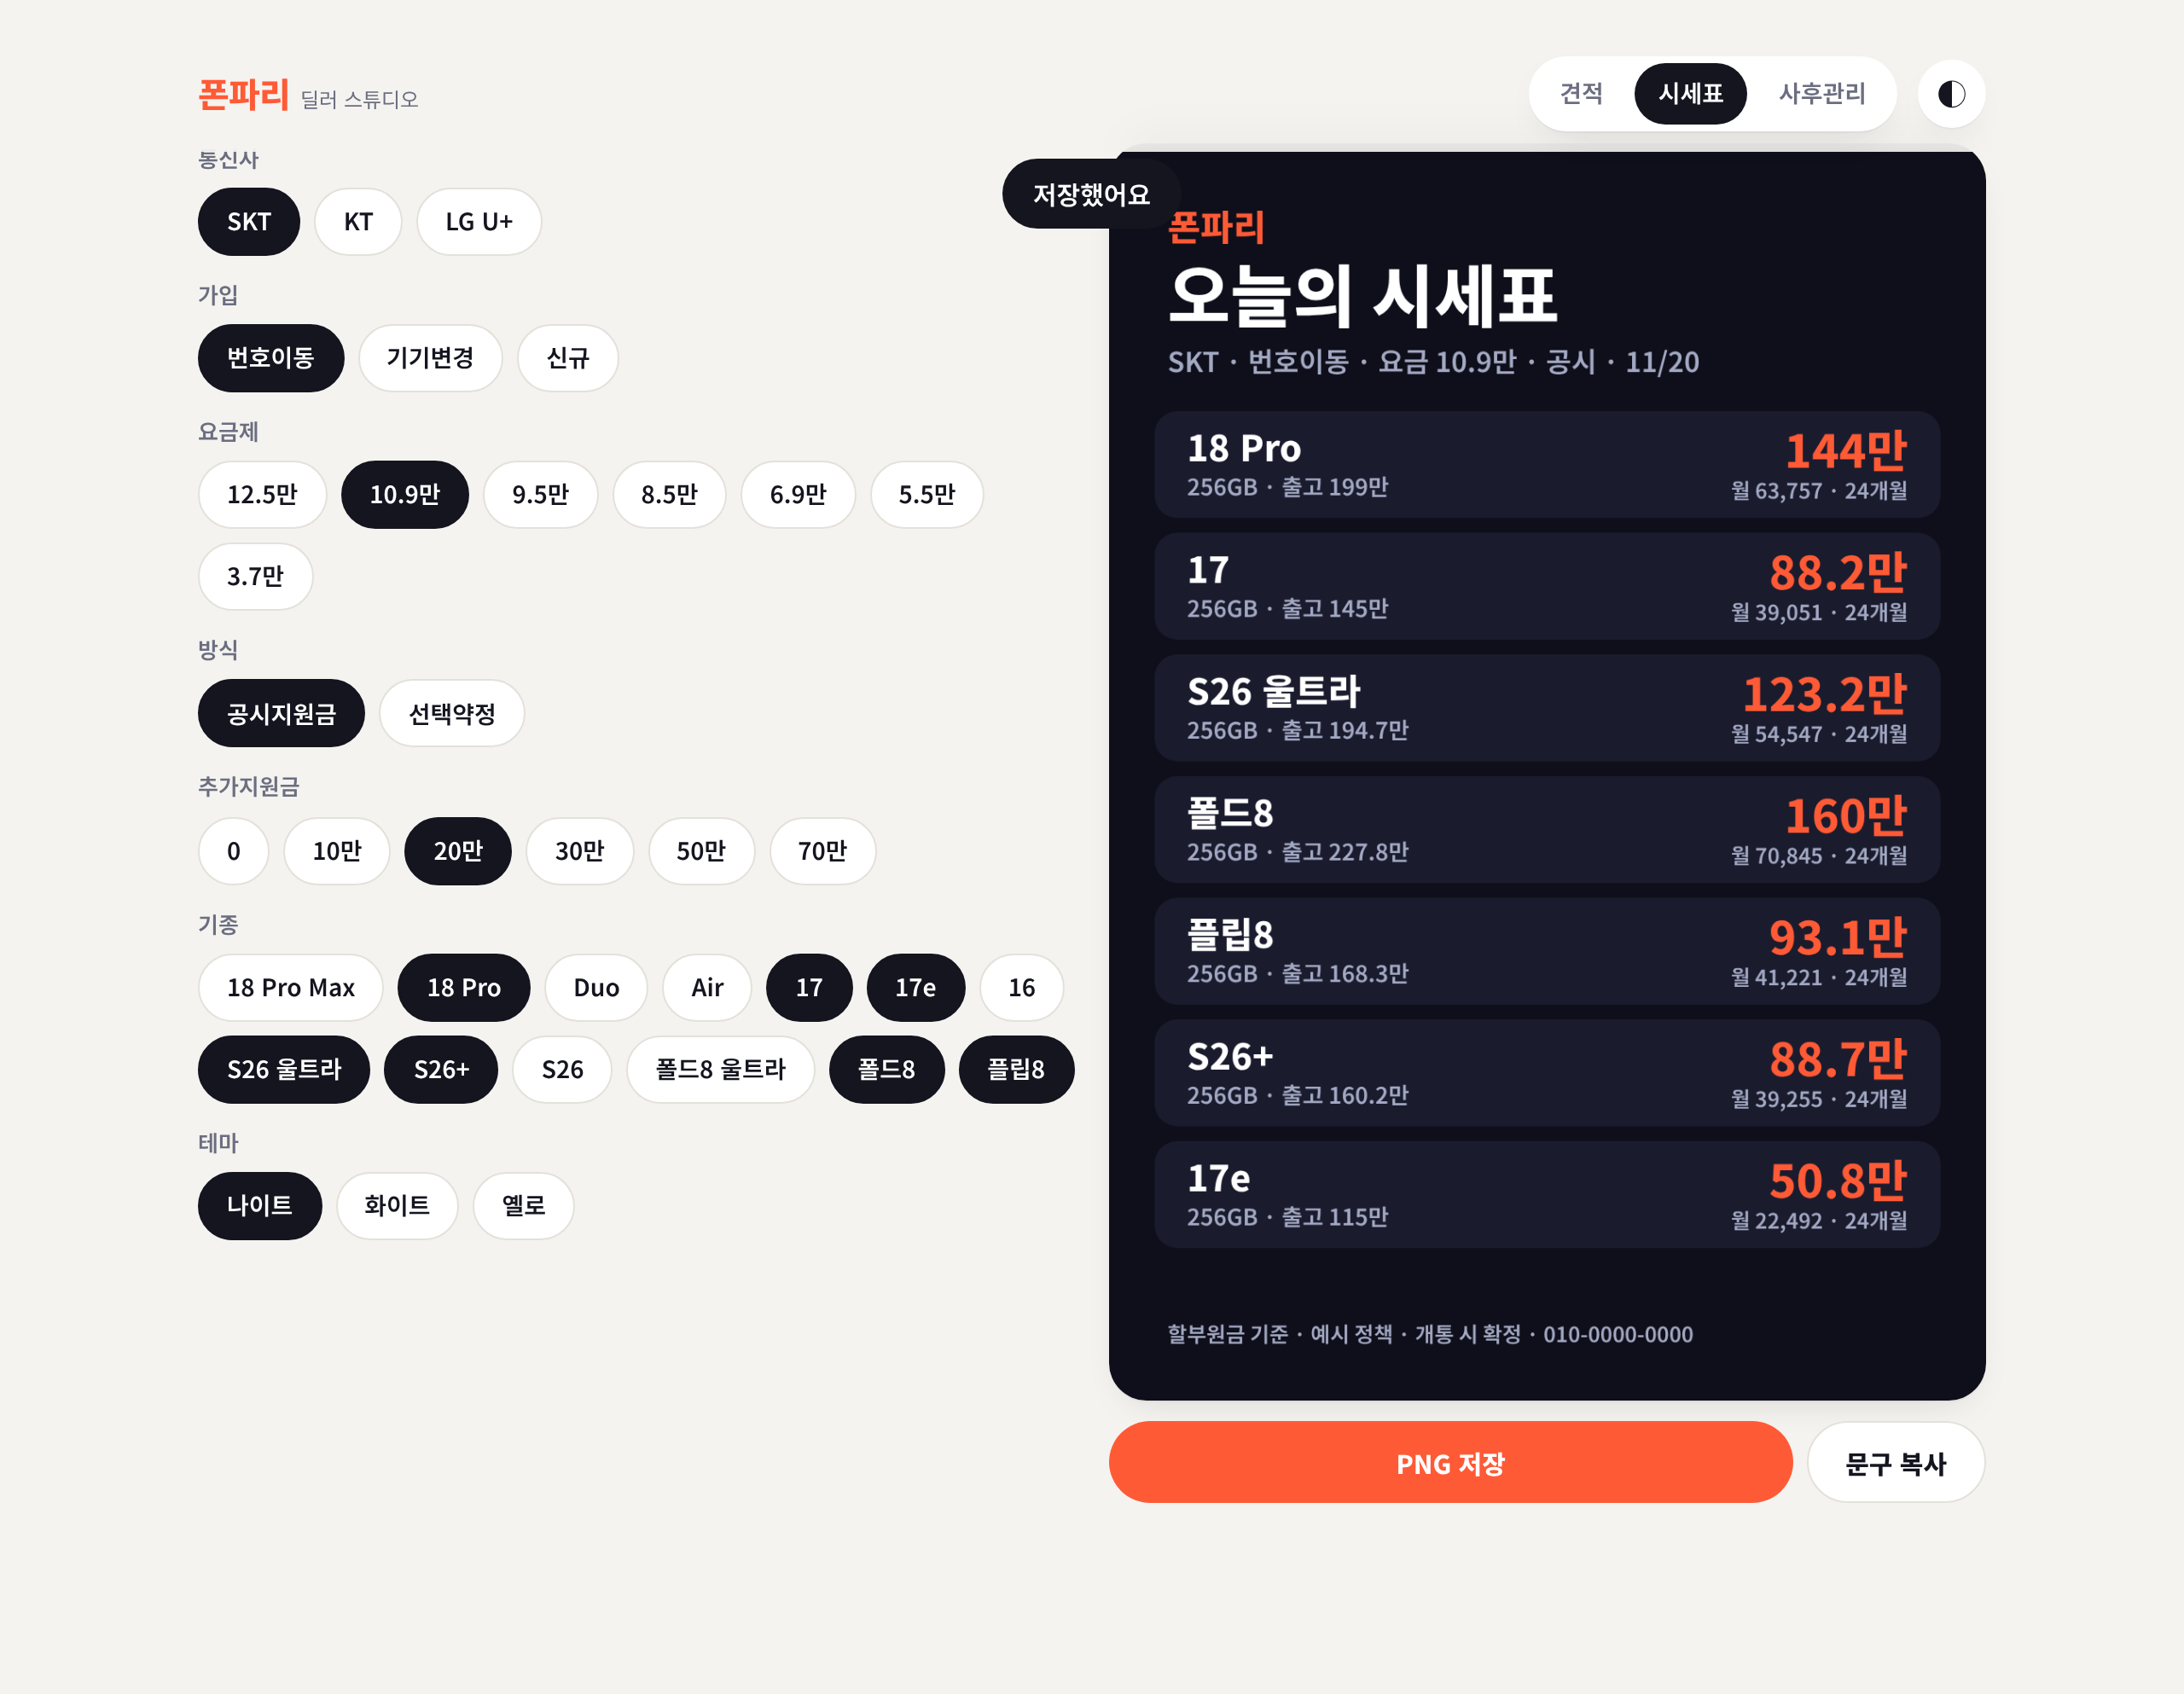 폰파리 딜러 스튜디오
견적 시세표 사후관리
통신사
SKT KT LG U+
가입
번호이동 기기변경 신규
요금제
12.5만 10.9만 9.5만 8.5만 6.9만 5.5만
3.7만
방식
공시지원금 선택약정
추가지원금
0 10만 20만 30만 50만 70만
기종
18 Pro Max 18 Pro Duo Air 17 17e 16
S26 울트라 S26+ S26 폴드8 울트라 폴드8 플립8
테마
나이트 화이트 옐로
저장했어요
폰파리
오늘의 시세표
SKT · 번호이동 · 요금 10.9만 · 공시 · 11/20
18 Pro 144만
256GB · 출고 199만 월 63,757 · 24개월
17 88.2만
256GB · 출고 145만 월 39,051 · 24개월
S26 울트라 123.2만
256GB · 출고 194.7만 월 54,547 · 24개월
폴드8 160만
256GB · 출고 227.8만 월 70,845 · 24개월
플립8 93.1만
256GB · 출고 168.3만 월 41,221 · 24개월
S26+ 88.7만
256GB · 출고 160.2만 월 39,255 · 24개월
17e 50.8만
256GB · 출고 115만 월 22,492 · 24개월
할부원금 기준 · 예시 정책 · 개통 시 확정 · 010-0000-0000
PNG 저장 문구 복사